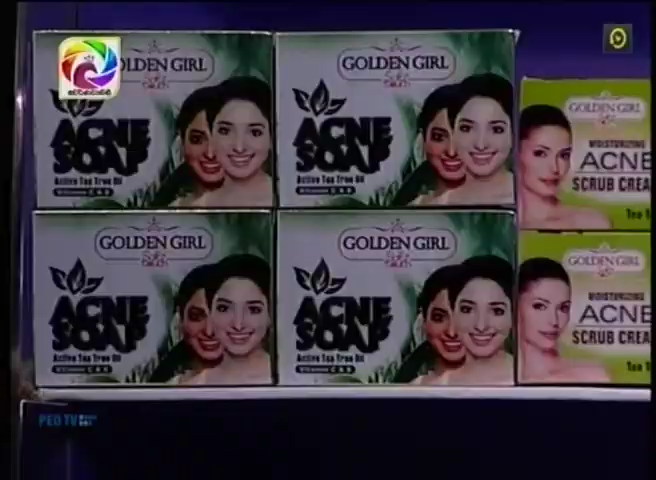 GOLDEN GIRL
ACNE
SOAP
Active Tea Tree Oil
GOLDEN GIRL
ACNE
SOAP
Active Tea Tree Oil
GOLDEN GIRL
MOISTURIZING
ACNE
SCRUB CREA
GOLDEN GIRL
ACNE
SOAP
Active Tea Tree Oil
GOLDEN GIRL
ACNE
SOAP
Active Tea Tree Oil
GOLDEN GIRL
MOISTURIZING
ACNE
SCRUB CREA
PEO TV